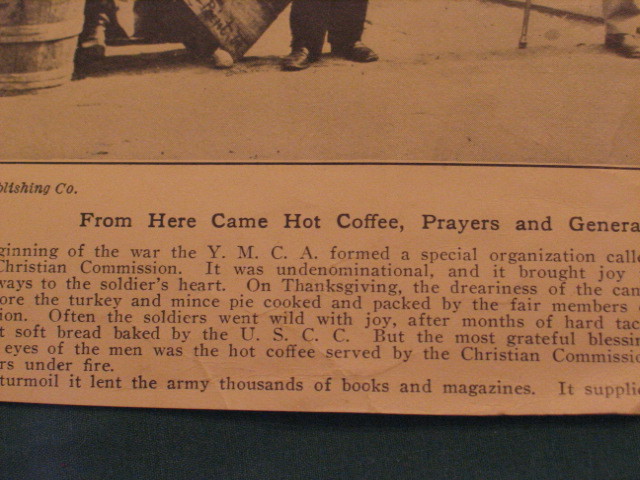 blishing Co.
From Here Came Hot Coffee, Prayers and Genera
ginning of the war the Y. M. C. A. formed a special organization calle
Christian Commission. It was undenominational, and it brought joy
ways to the soldier's heart. On Thanksgiving, the dreariness of the cam
ore the turkey and mince pie cooked and packed by the fair members
ion. Often the soldiers went wild with joy, after months of hard tac
t soft bread baked by the U. S. C. C. But the most grateful blessin
eyes of the men was the hot coffee served by the Christian Commissio
rs under fire.
turmoil it lent the army thousands of books and magazines. It supplie